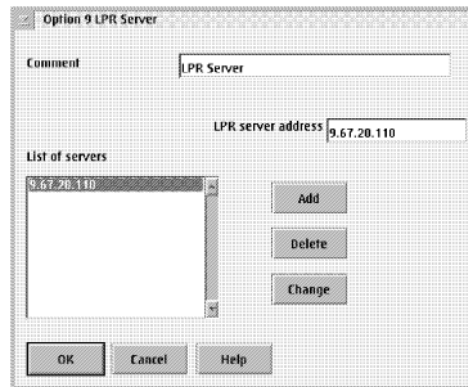 Option 9 LPR Server
Comment
LPR Server
LPR server address
9.67.20.110
List of servers
9.67.20.110
Add
Delete
Change
OK
Cancel
Help